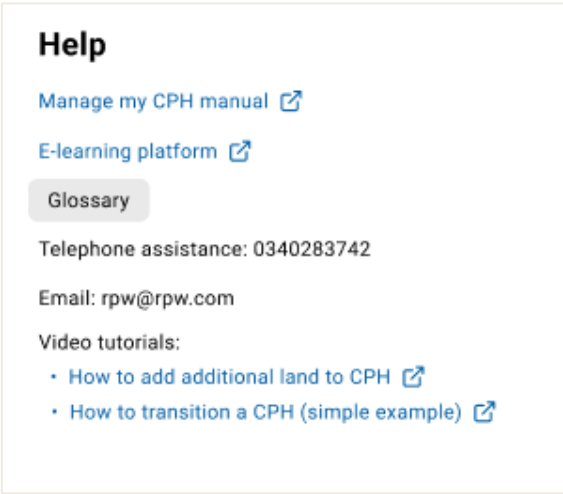 Help
Manage my CPH manual
E-learning platform
Glossary
Telephone assistance: 0340283742
Email: rpw@rpw.com
Video tutorials:
• How to add additional land to CPH
• How to transition a CPH (simple example)